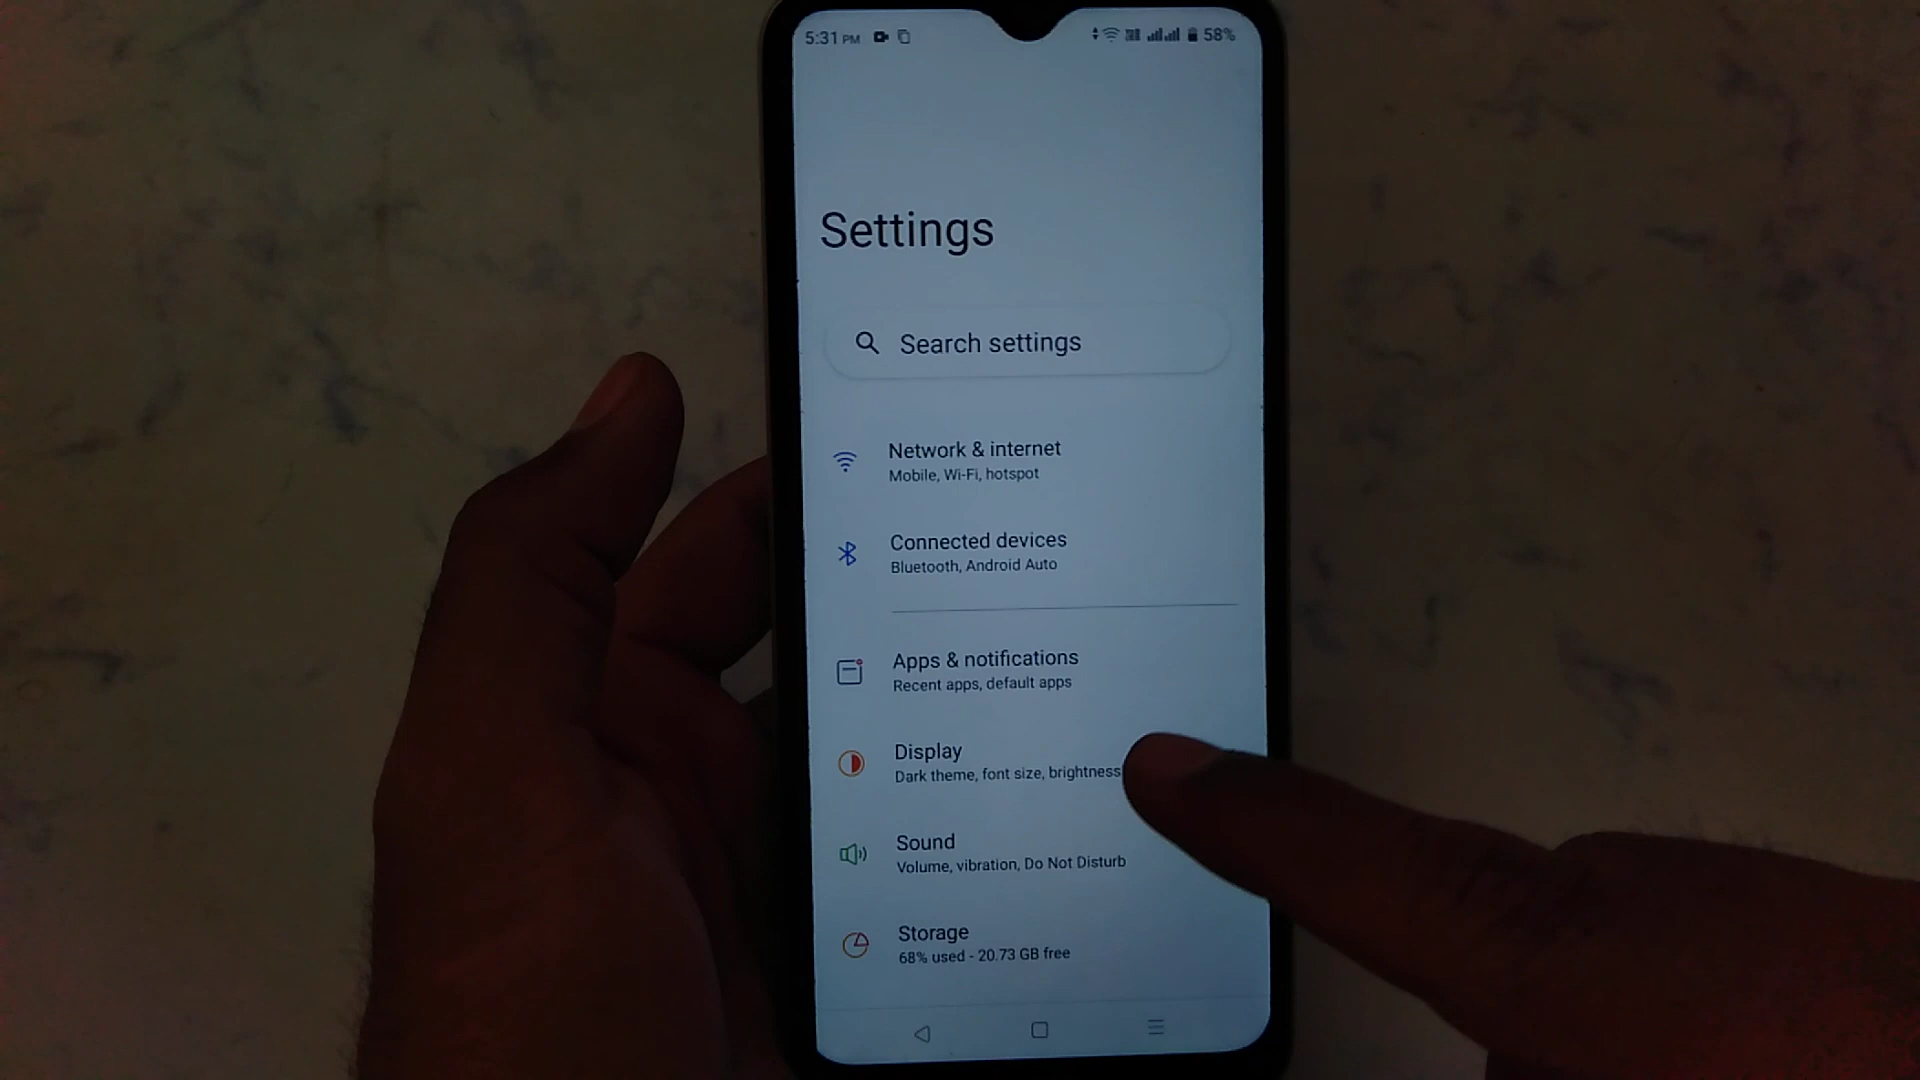 5:31 PM 58%
Settings
Search settings
Network & internet
Mobile, Wi-Fi, hotspot
Connected devices
Bluetooth, Android Auto
Apps & notifications
Recent apps, default apps
Display
Dark theme, font size, brightness
Sound
Volume, vibration, Do Not Disturb
Storage
68% used - 20.73 GB free